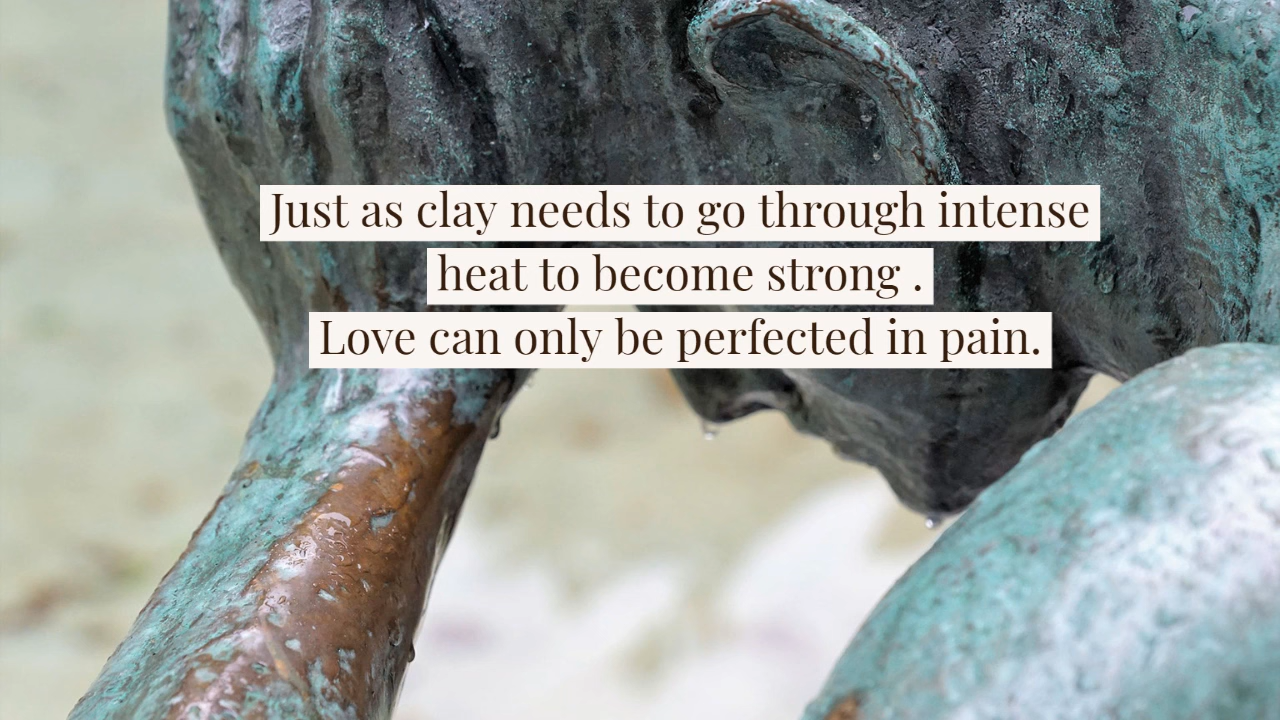 Just as clay needs to go through intense
heat to become strong .
Love can only be perfected in pain.